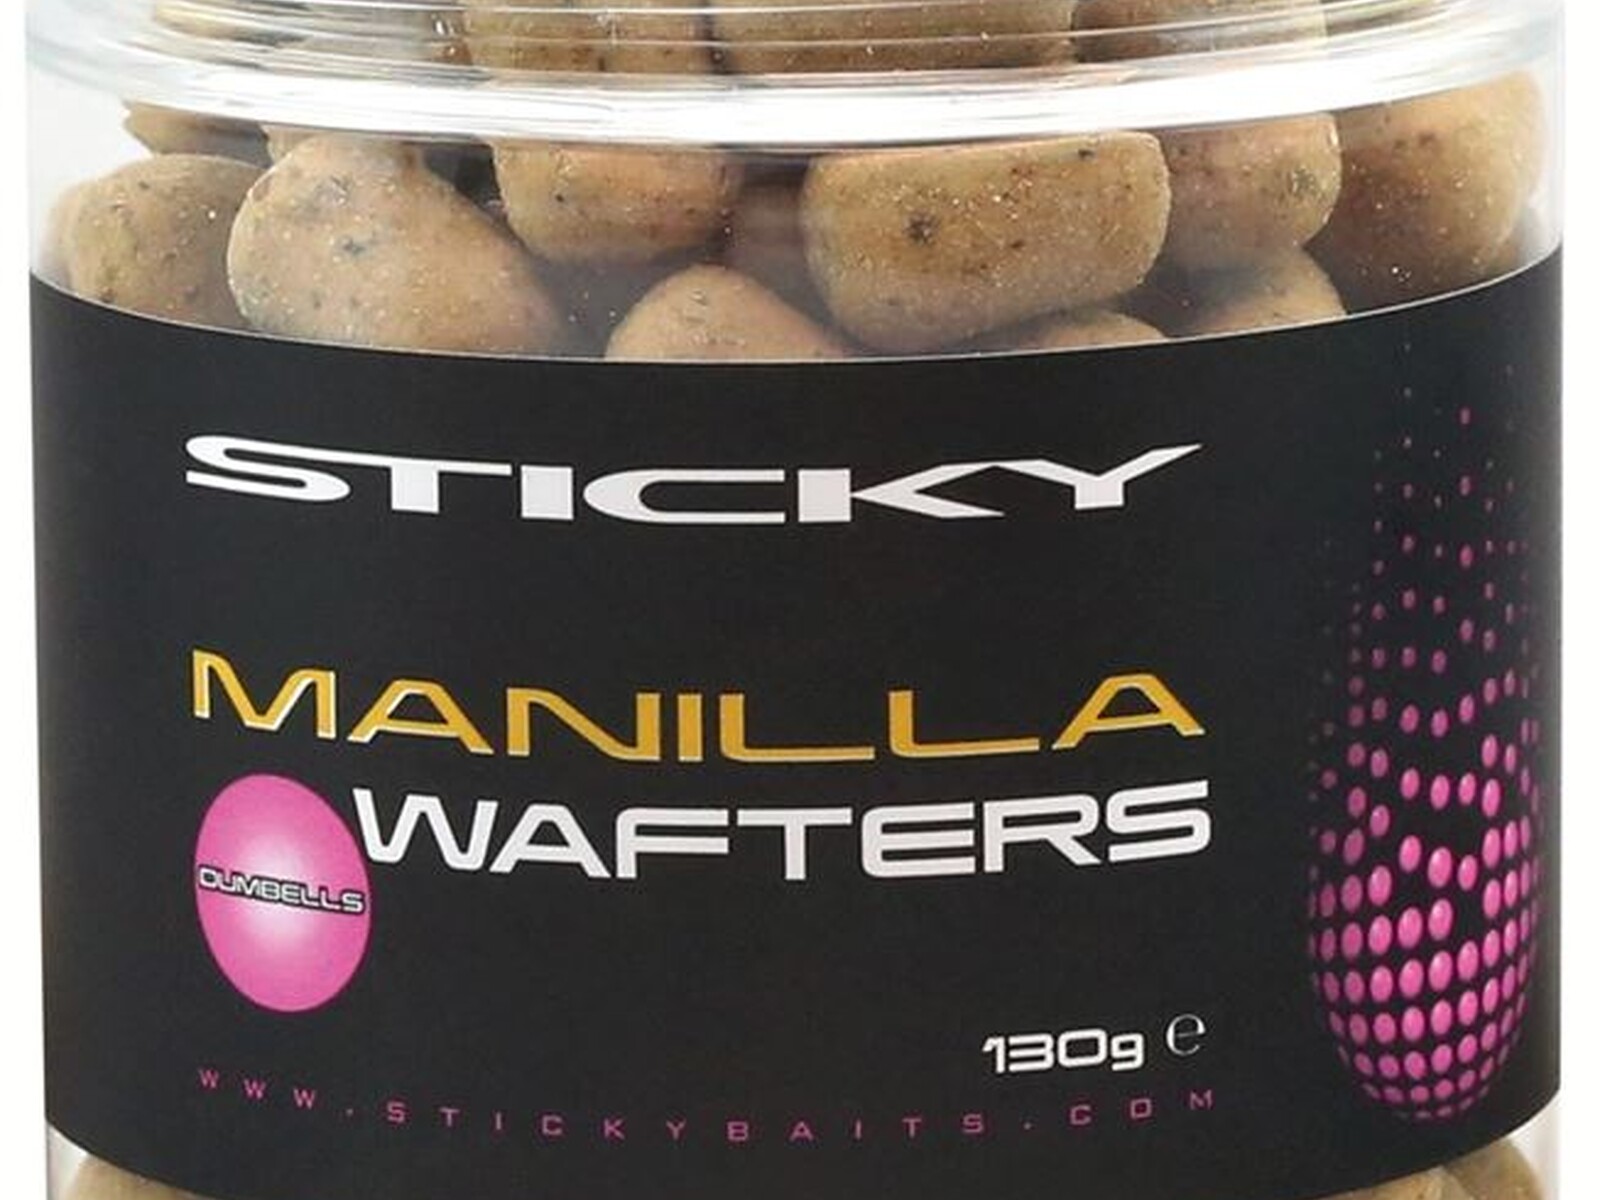 STICKY
MANILLA
WAFTERS
DUMBELLS
130g ℮
WWW.STICKYBAITS.COM